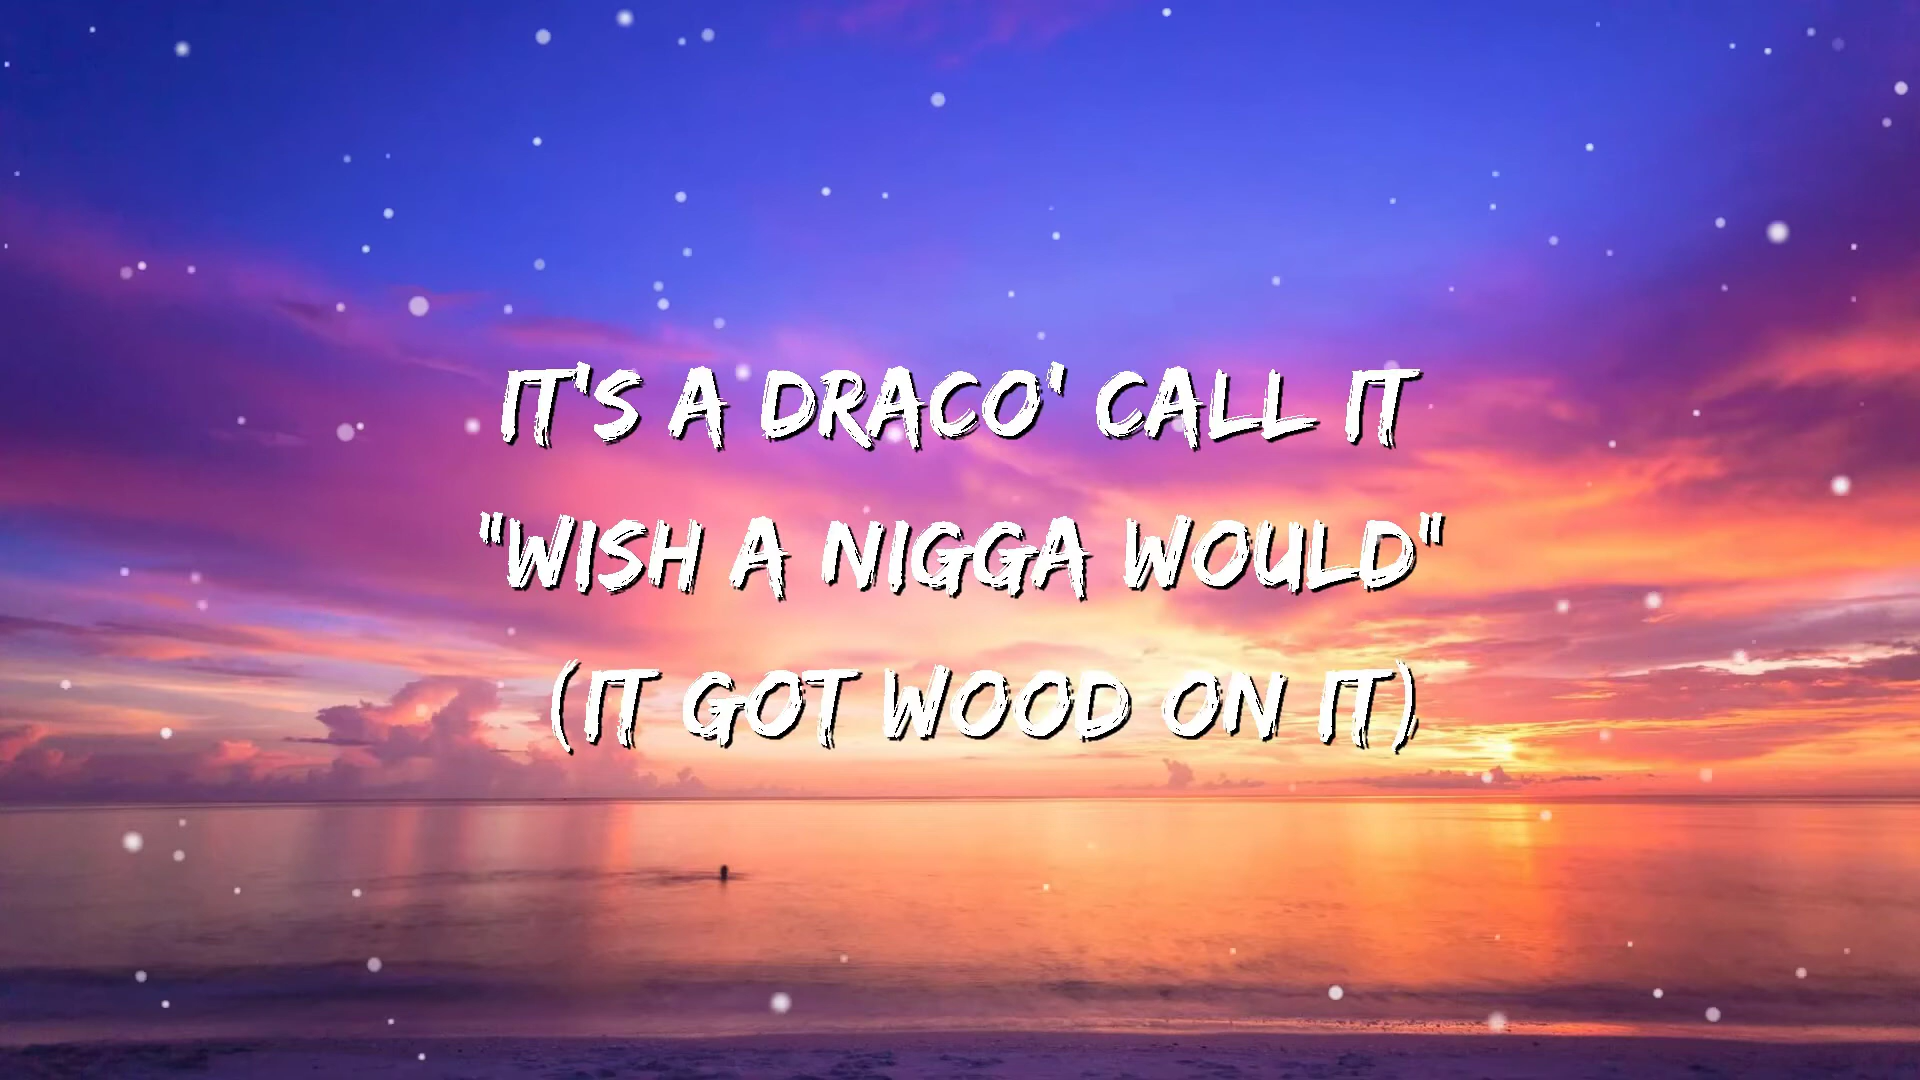 IT'S A DRACO' CALL IT
"WISH A NIGGA WOULD"
(IT GOT WOOD ON IT)